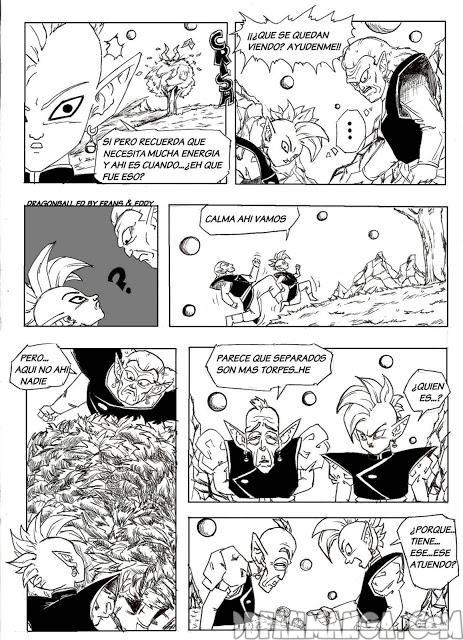 CRISH
SI PERO RECUERDA QUE
NECESITA MUCHA ENERGIA
Y AHI ES CUANDO...¿EH QUE
FUE ESO?
¡¡¡¿QUE SE QUEDAN
VIENDO? AYUDENME!!
...
DRAGONBALL FD BY FRANS & EDDY
?.
CALMA AHI VAMOS
PERO...
AQUI NO AHI
NADIE
PARECE QUE SEPARADOS
SON MAS TORPES..HE
¿QUIEN
ES...?
¿PORQUE...
TIENE...
ESE...ESE
ATUENDO?